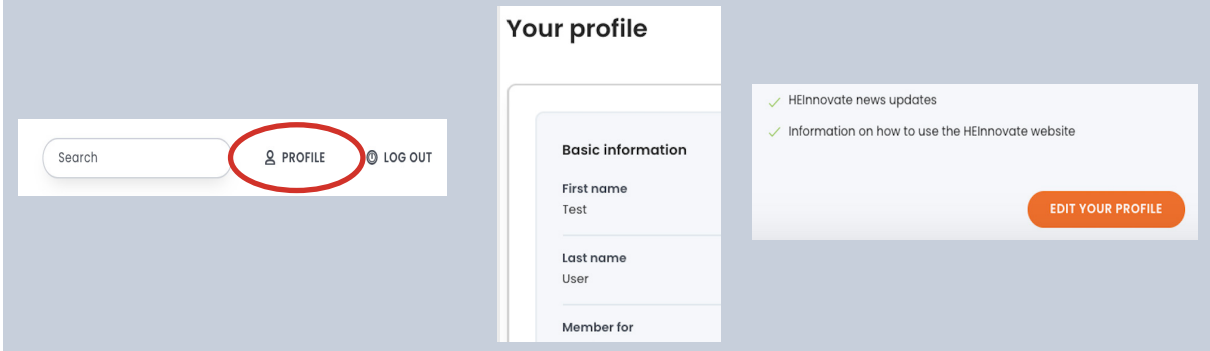 Search
PROFILE
LOG OUT
Your profile
Basic information
First name
Test
Last name
User
Member for
HEInnovate news updates
Information on how to use the HEInnovate website
EDIT YOUR PROFILE